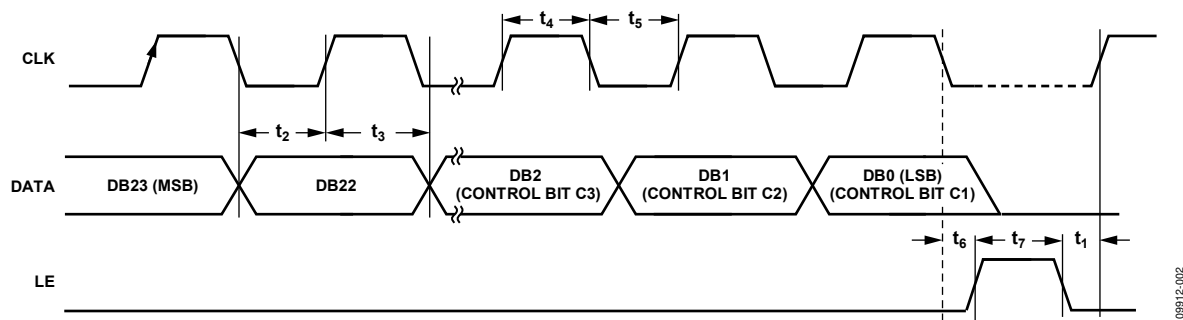 t4
t5
CLK
t2
t3
DATA
DB23 (MSB)
DB22
DB2
(CONTROL BIT C3)
DB1
(CONTROL BIT C2)
DB0 (LSB)
(CONTROL BIT C1)
t6
t7
t1
LE
09912-002